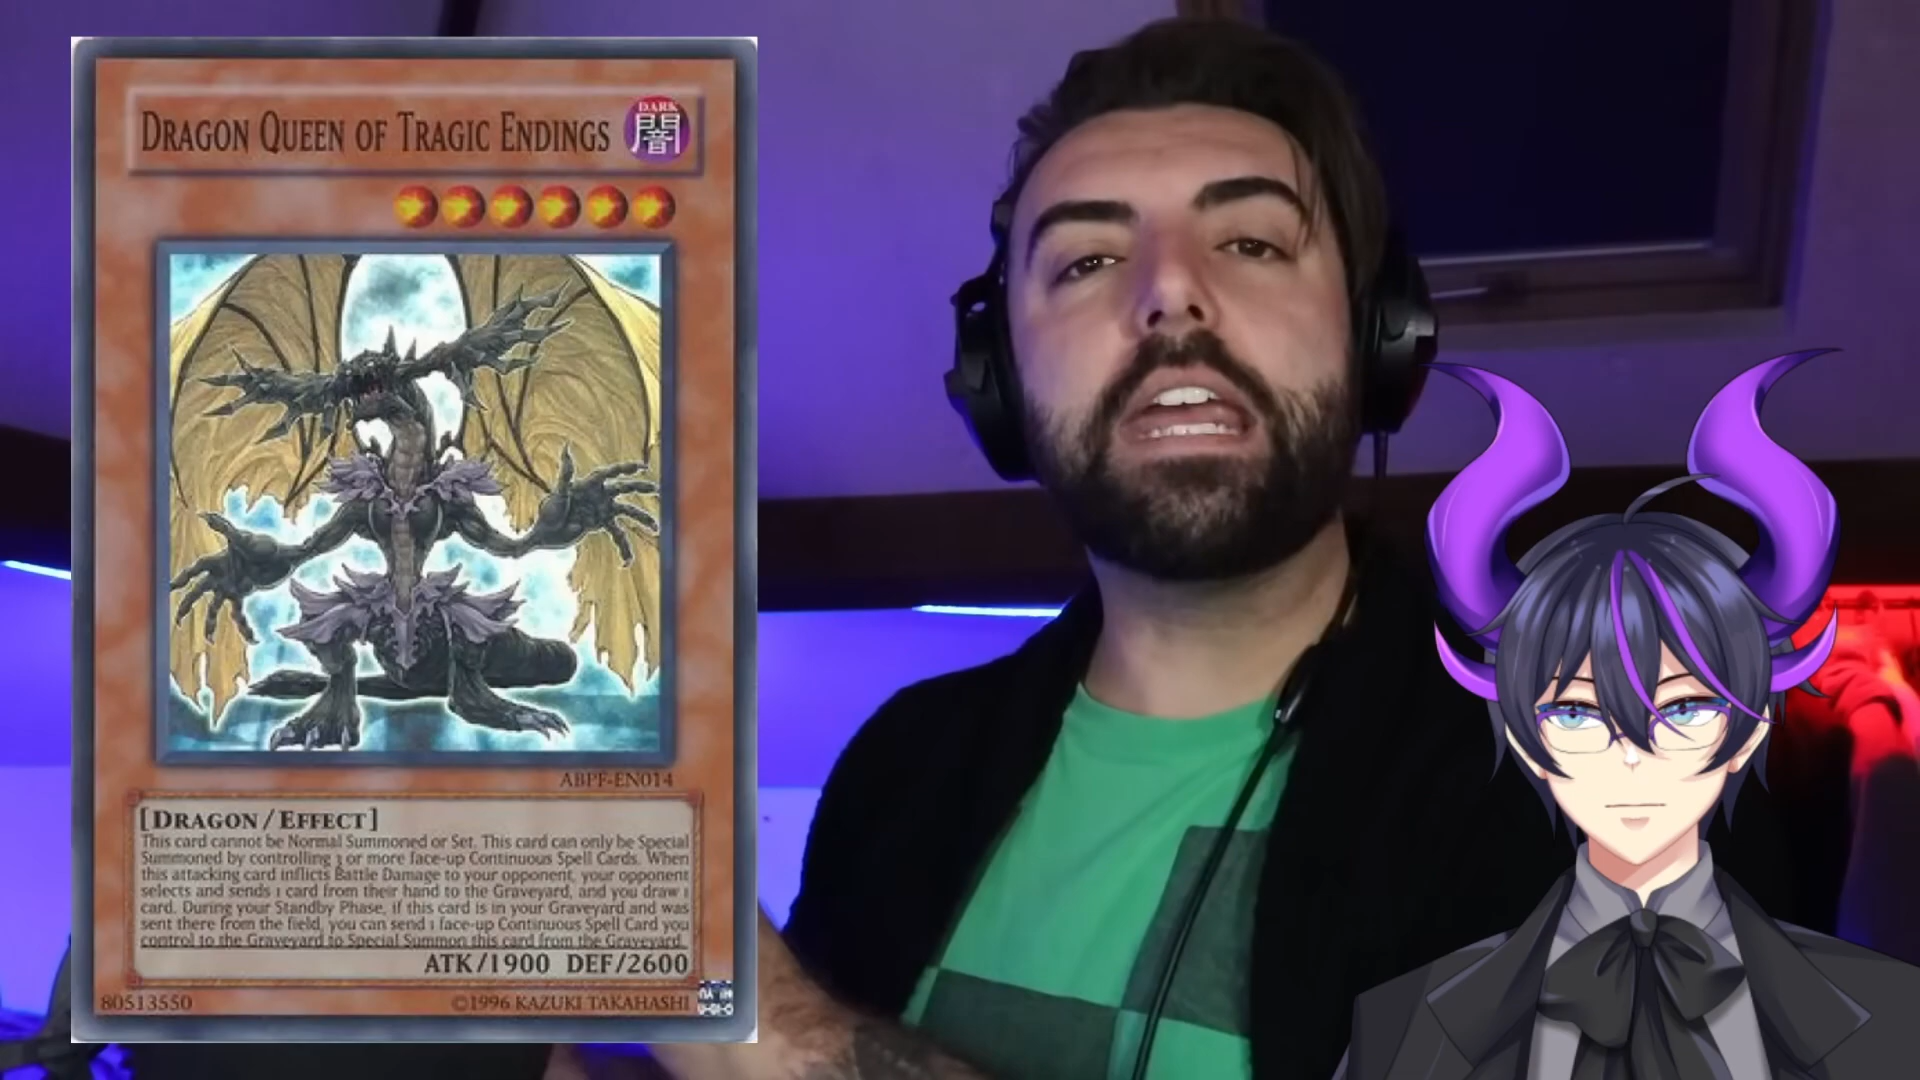 DRAGON QUEEN OF TRAGIC ENDINGS
DARK
闇
ABPF-EN014
[DRAGON/EFFECT]
This card cannot be Normal Summoned or Set. This card can only be Special
Summoned by controlling 3 or more face-up Continuous Spell Cards. When
this attacking card inflicts Battle Damage to your opponent, your opponent
selects and sends 1 card from their hand to the Graveyard, and you draw 1
card. During your Standby Phase, if this card is in your Graveyard and was
sent there from the field, you can send 1 face-up Continuous Spell Card you
control to the Graveyard to Special Summon this card from the Graveyard.
ATK/1900 DEF/2600
80513550
©1996 KAZUKI TAKAHASHI